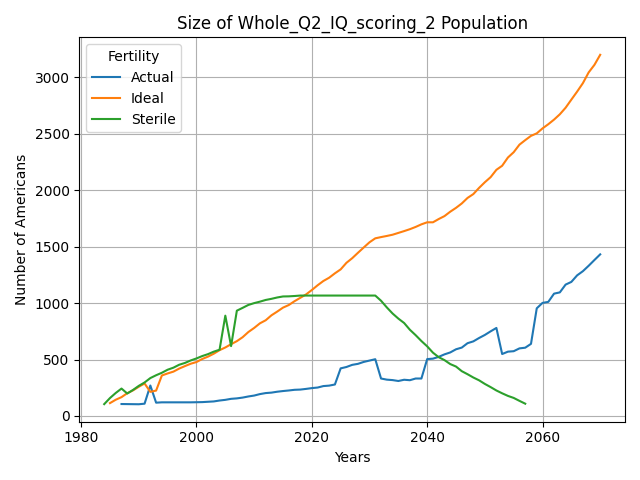 Size of Whole_Q2_IQ_scoring_2 Population
Fertility
Actual
Ideal
Sterile
Number of Americans
3000
2500
2000
1500
1000
500
0
1980
2000
2020
2040
2060
Years